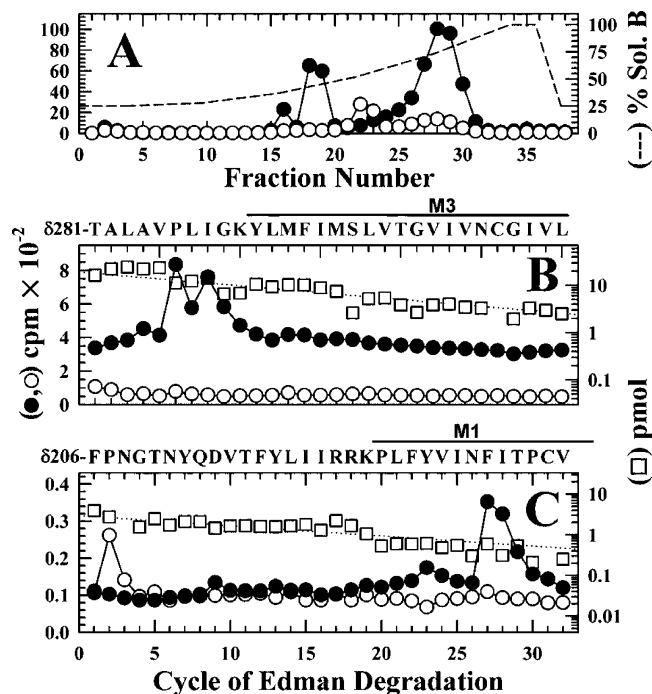 A
120
100
80
60
40
20
0
100
75
50
25
0
(---) % Sol. B
0 5 10 15 20 25 30 35
Fraction Number
M3
δ281-TALAVPLIGKYLMFIMSLVTGVIVNCGIVL
B
8
6
4
2
0
10
1
0.1
(●,○) cpm × 10⁻²
(□) pmol
M1
δ206-FPNGTNYQDVTFYLIIRRKPLFYVINFITPCV
C
0.4
0.3
0.2
0.1
0.0
10
1
0.1
0.01
0 5 10 15 20 25 30
Cycle of Edman Degradation